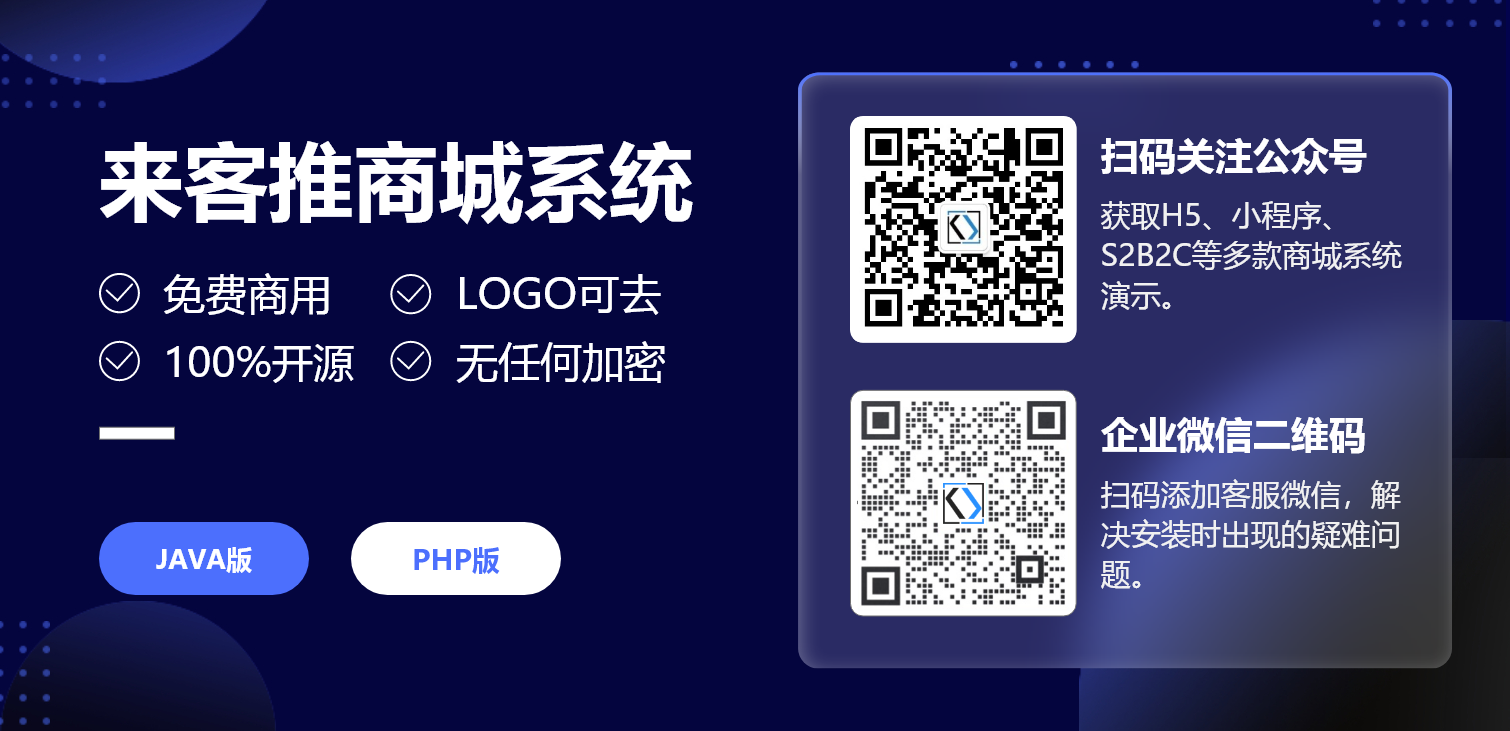 来客推商城系统
免费商用
LOGO可去
100%开源
无任何加密
JAVA版
PHP版
扫码关注公众号
获取H5、小程序、
S2B2C等多款商城系统
演示。
企业微信二维码
扫码添加客服微信，解
决安装时出现的疑难问
题。